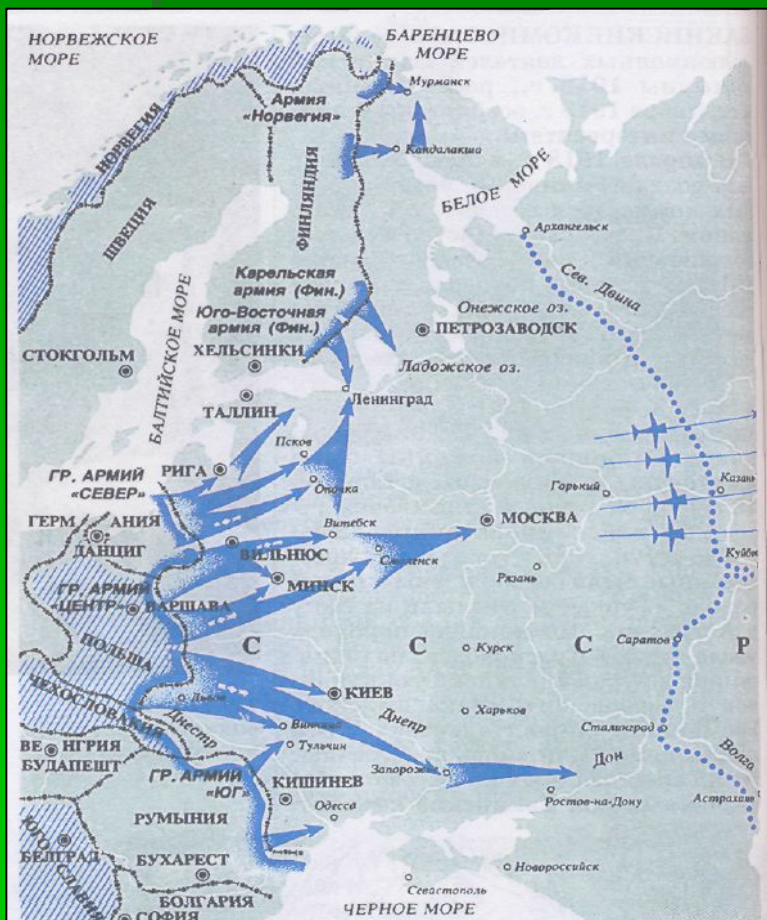 НОРВЕЖСКОЕ
МОРЕ
БАРЕНЦЕВО
МОРЕ
Мурманск
Армия
«Норвегия»
НОРВЕГИЯ
Кандалакша
ФИНЛЯНДИЯ
ШВЕЦИЯ
БЕЛОЕ МОРЕ
Архангельск
Сев. Двина
Карельская
армия (Фин.)
Юго-Восточная
армия (Фин.)
Онежское оз.
ПЕТРОЗАВОДСК
ХЕЛЬСИНКИ
СТОКГОЛЬМ
Ладожское оз.
БАЛТИЙСКОЕ МОРЕ
ТАЛЛИН
Ленинград
Псков
РИГА
ГР. АРМИЙ
«СЕВЕР»
Опочка
Горький
Казань
ГЕРМАНИЯ
ДАНЦИГ
Витебск
МОСКВА
ВИЛЬНЮС
Смоленск
Рязань
ГР. АРМИЙ
«ЦЕНТР»
МИНСК
ВАРШАВА
ПОЛЬША
С С С Р
Курск
Саратов
ЧЕХОСЛОВАКИЯ
Львов
КИЕВ
Днестр
Винница
Днепр
Харьков
Сталинград
Тульчин
ВЕНГРИЯ
БУДАПЕШТ
ГР. АРМИЙ
«ЮГ»
Запорожье
Дон
Волга
КИШИНЕВ
Ростов-на-Дону
Астрахань
Одесса
РУМЫНИЯ
ЮГОСЛАВИЯ
БЕЛГРАД
БУХАРЕСТ
Новороссийск
Севастополь
БОЛГАРИЯ
СОФИЯ
ЧЕРНОЕ МОРЕ